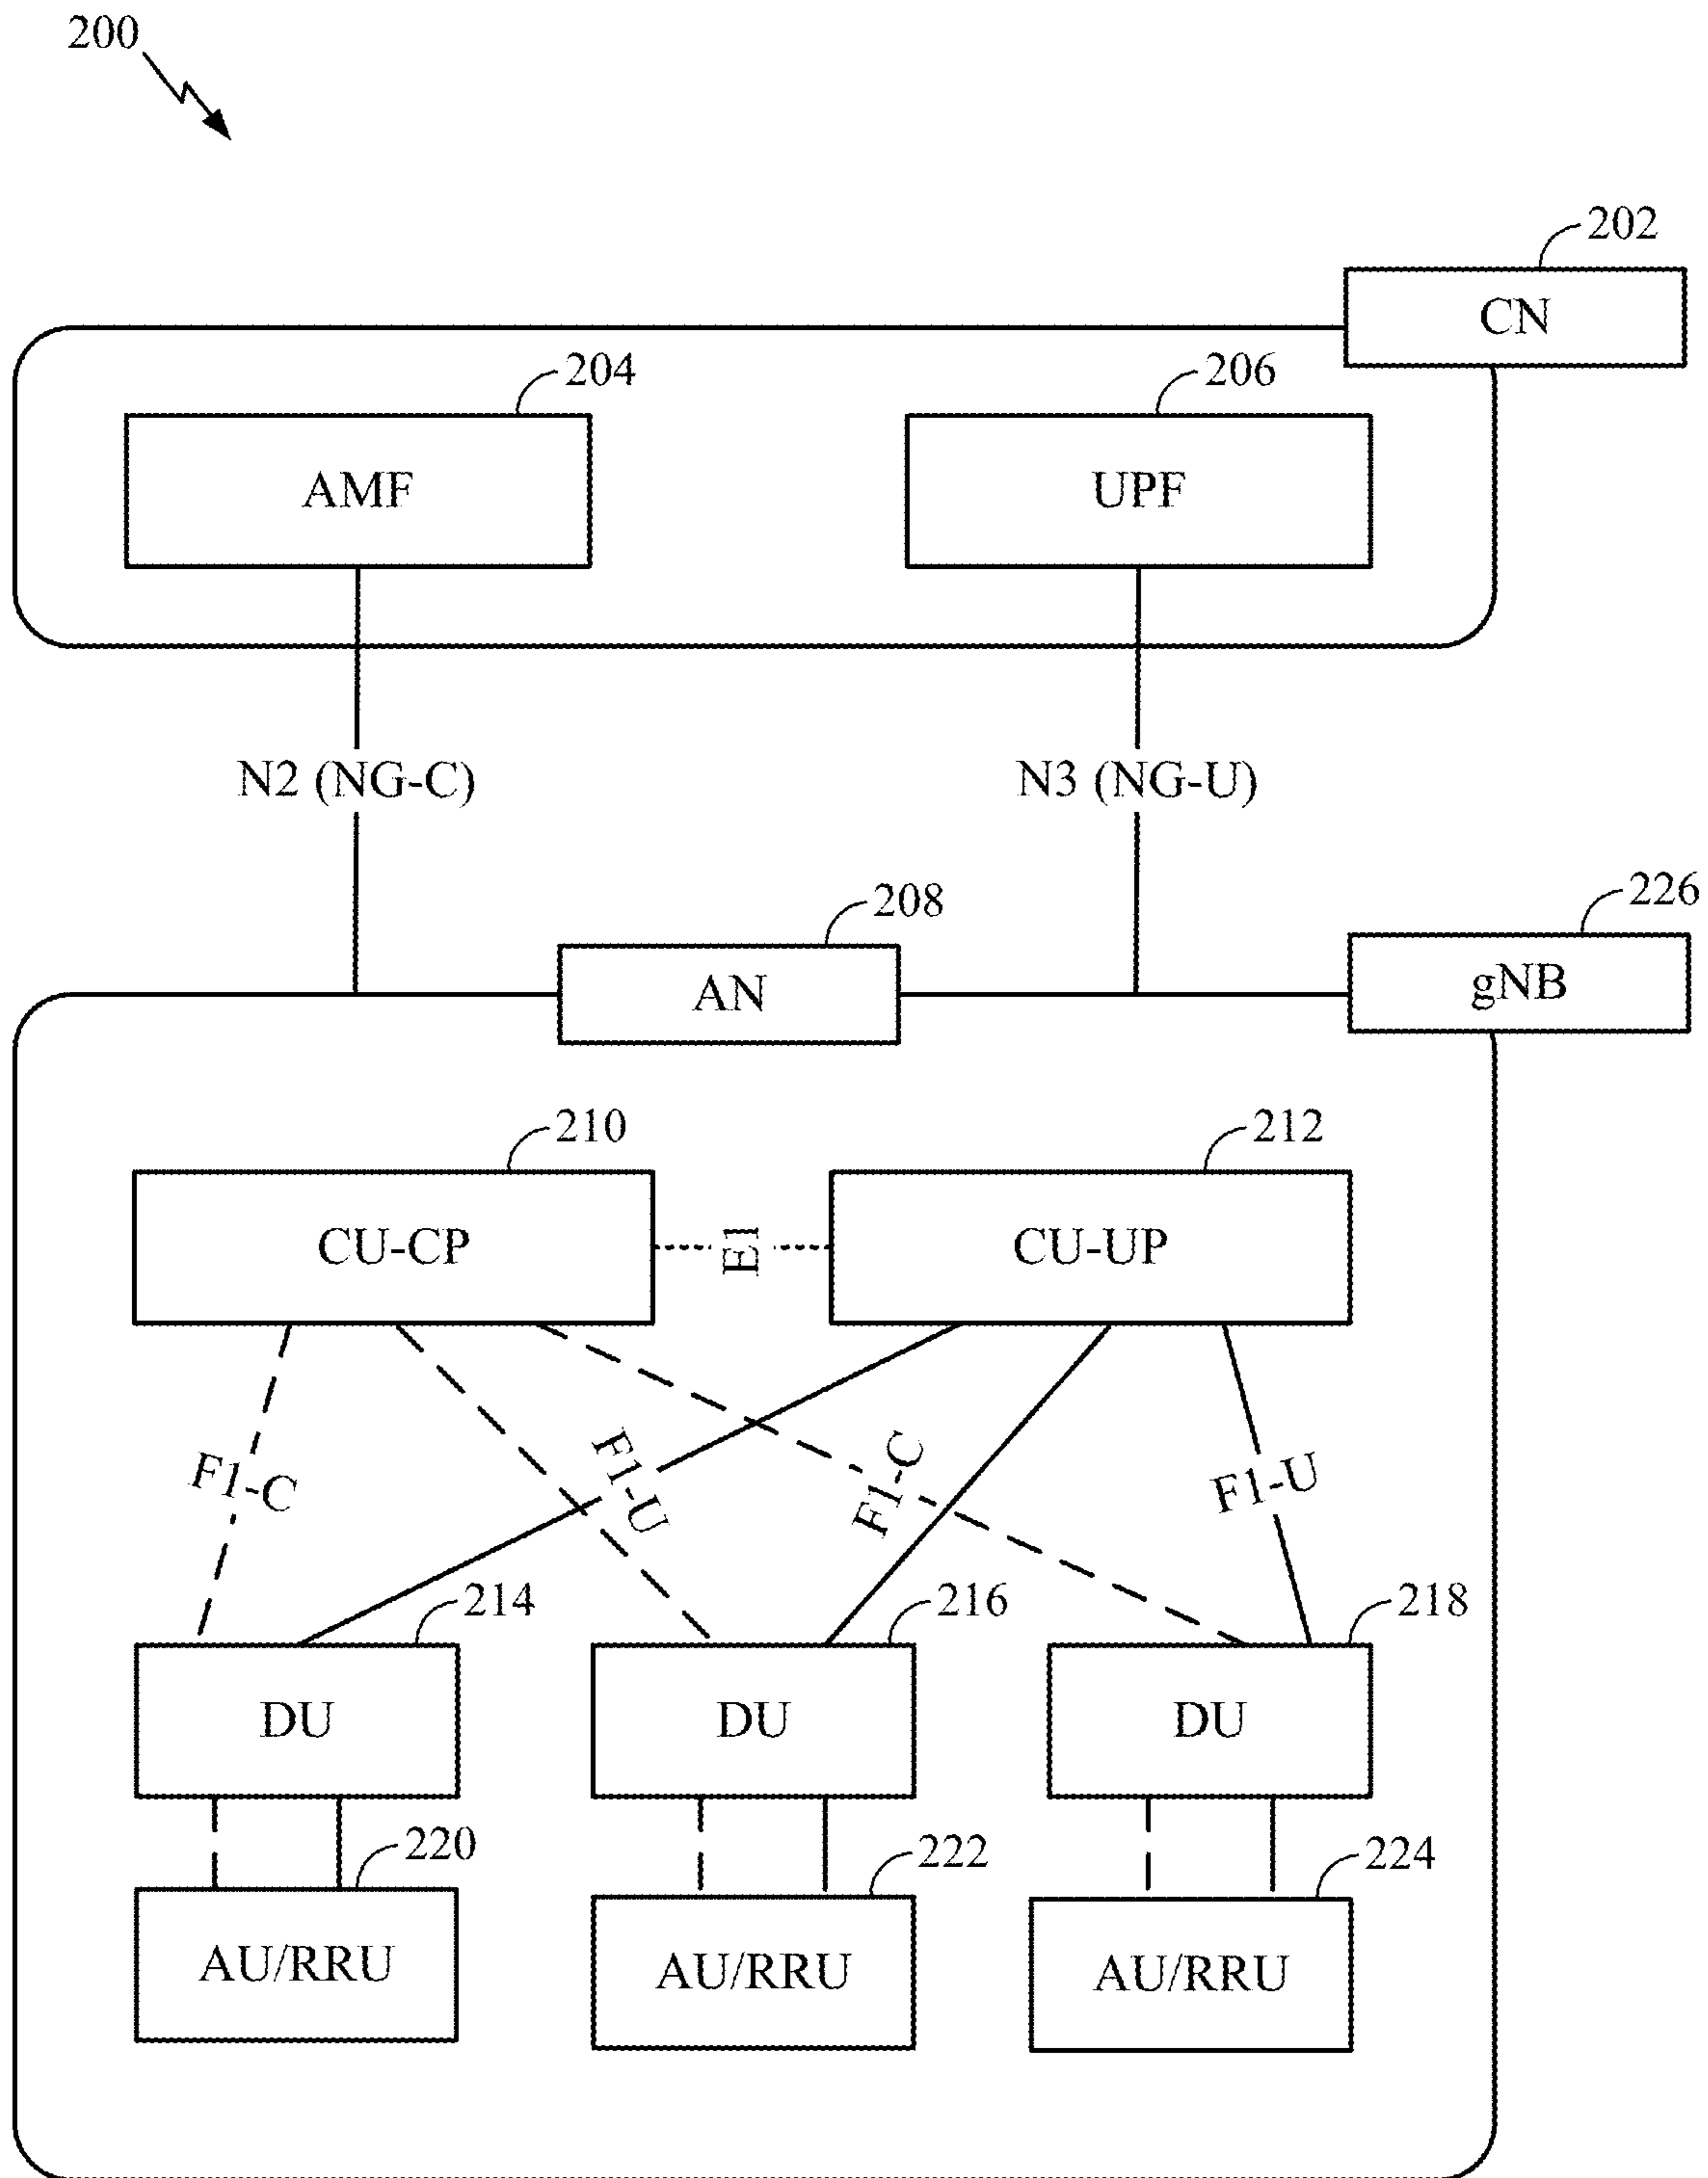 200
202
CN
204
206
AMF
UPF
N2 (NG-C)
N3 (NG-U)
208
226
AN
gNB
210
212
CU-CP
E1
CU-UP
F1-C
F1-U
F1-C
F1-U
214
216
218
DU
DU
DU
220
222
224
AU/RRU
AU/RRU
AU/RRU